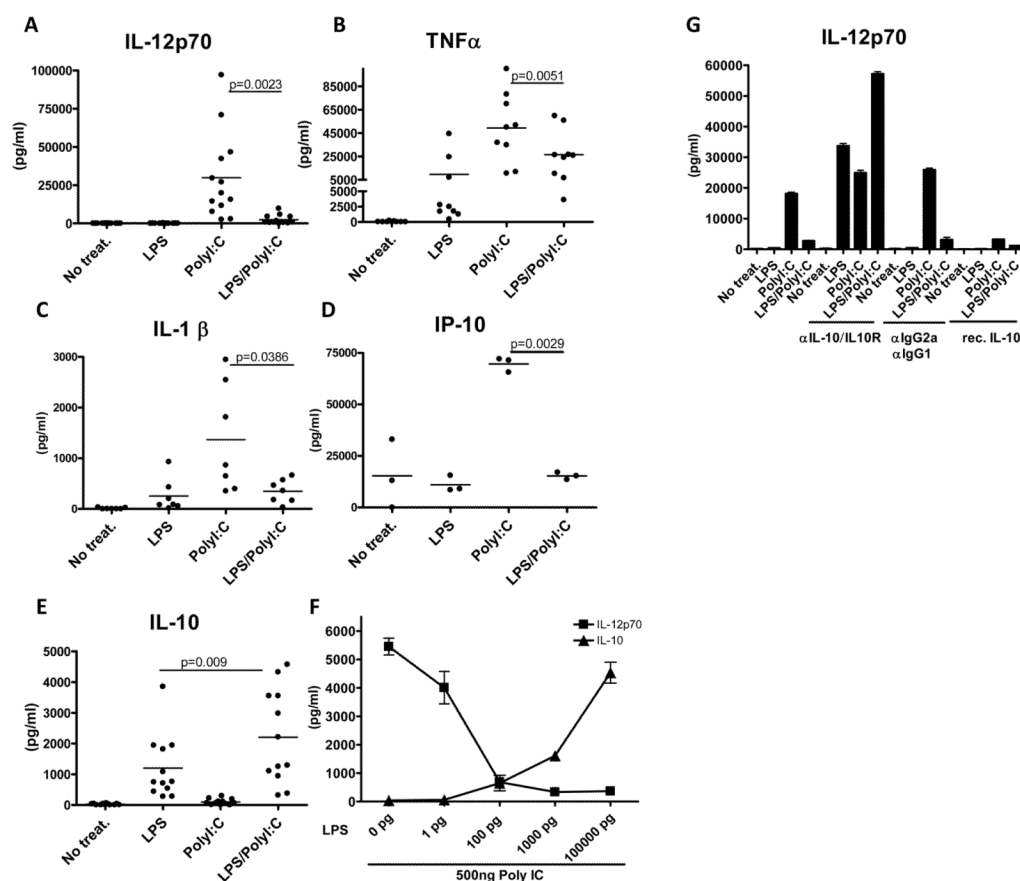 A
IL-12p70
(pg/ml)
100000
75000
50000
25000
0
p=0.0023
No treat.
LPS
PolyI:C
LPS/PolyI:C
B
TNFα
(pg/ml)
85000
65000
45000
25000
5000
5000
2500
0
p=0.0051
No treat.
LPS
PolyI:C
LPS/PolyI:C
G
IL-12p70
(pg/ml)
60000
50000
40000
30000
20000
10000
0
No treat.
LPS
PolyI:C
LPS/PolyI:C
No treat.
LPS
PolyI:C
LPS/PolyI:C
No treat.
LPS
PolyI:C
LPS/PolyI:C
No treat.
LPS
PolyI:C
LPS/PolyI:C
αIL-10/IL10R
αIgG2a
αIgG1
rec. IL-10
C
IL-1 β
(pg/ml)
3000
2000
1000
0
p=0.0386
No treat.
LPS
PolyI:C
LPS/PolyI:C
D
IP-10
(pg/ml)
75000
50000
25000
0
p=0.0029
No treat.
LPS
PolyI:C
LPS/PolyI:C
E
IL-10
(pg/ml)
5000
4000
3000
2000
1000
0
p=0.009
No treat.
LPS
PolyI:C
LPS/PolyI:C
F
IL-12p70
IL-10
(pg/ml)
6000
5000
4000
3000
2000
1000
0
LPS
0 pg
1 pg
100 pg
1000 pg
100000 pg
500ng Poly IC